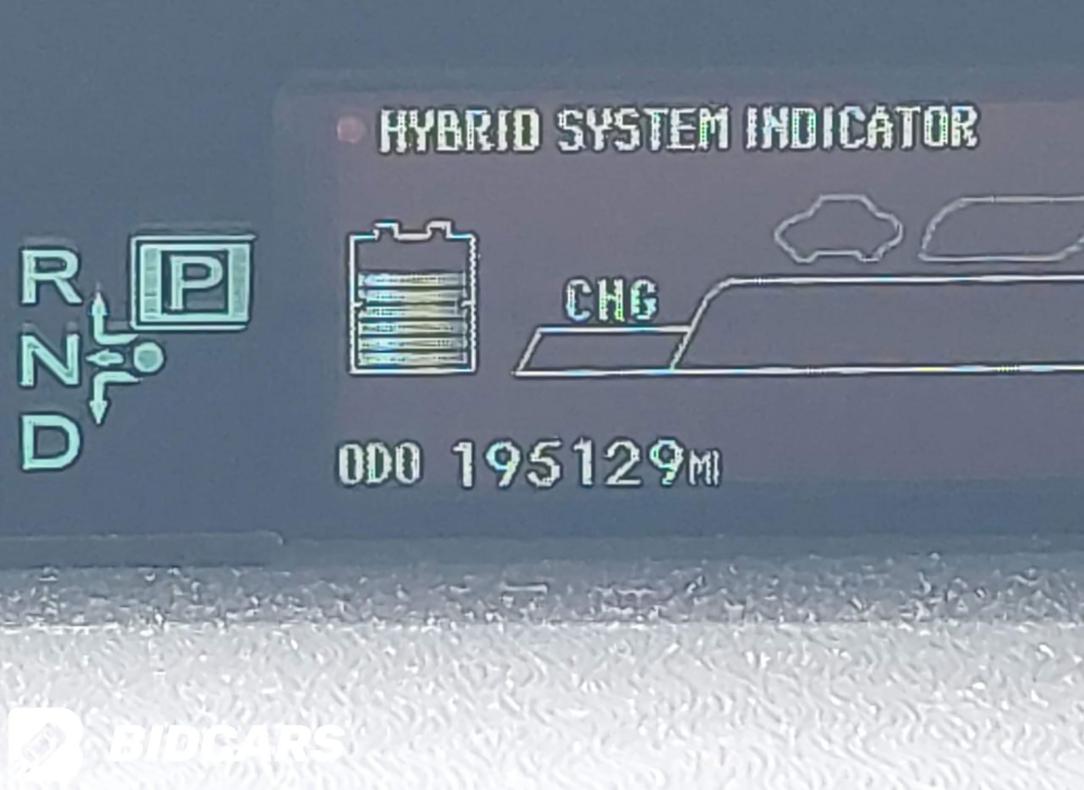 HYBRID SYSTEM INDICATOR
R P
CHG
N
D
ODO 195129MI
BIDCARS